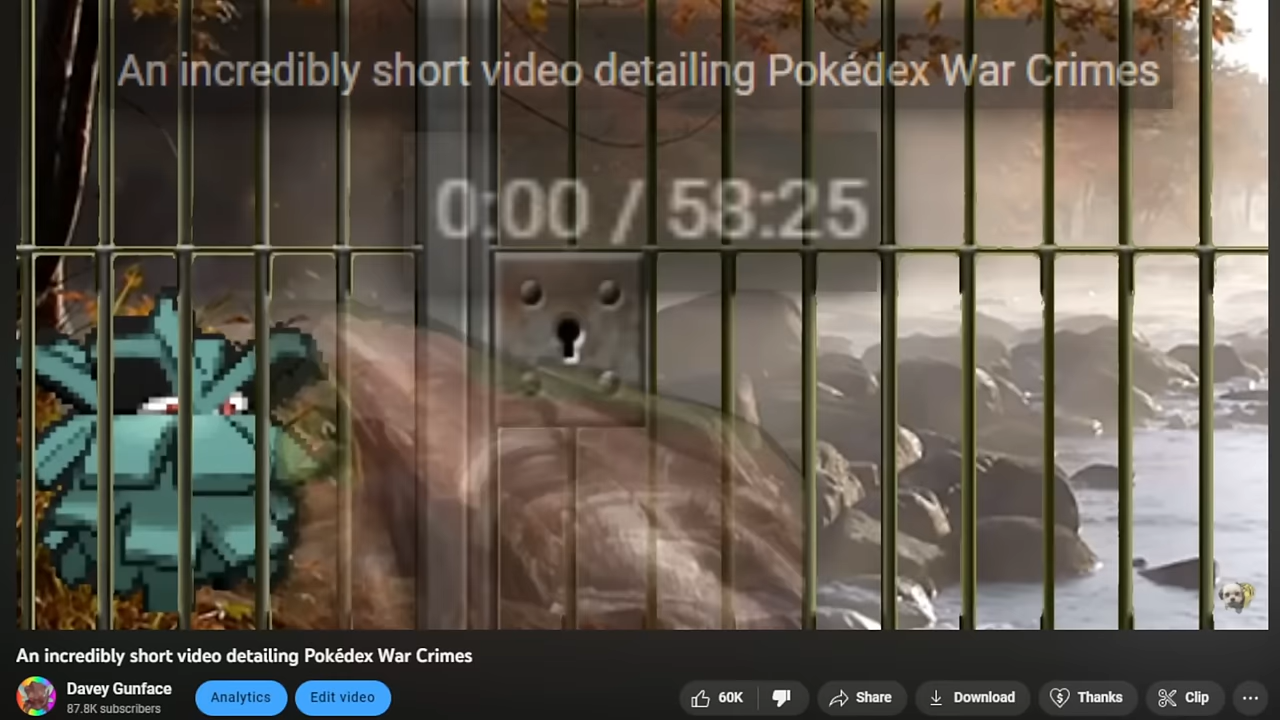 An incredibly short video detailing Pokédex War Crimes
0:00 / 58:25
An incredibly short video detailing Pokédex War Crimes
Davey Gunface
87.8K subscribers
Analytics
Edit video
60K
Share
Download
Thanks
Clip